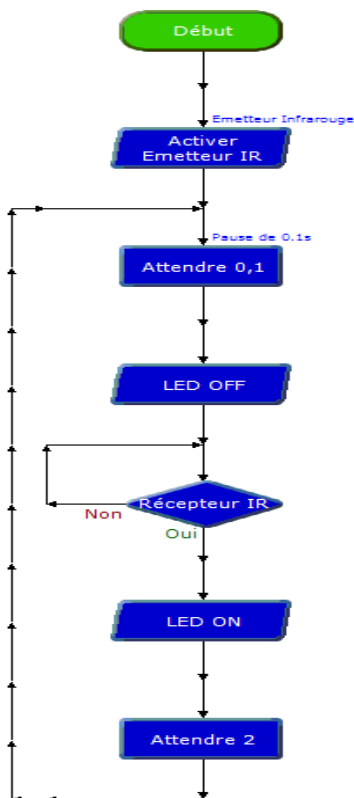 Début
Emetteur Infrarouge
Activer
Emetteur IR
Pause de 0.1s
Attendre 0,1
LED OFF
Récepteur IR
Non
Oui
LED ON
Attendre 2